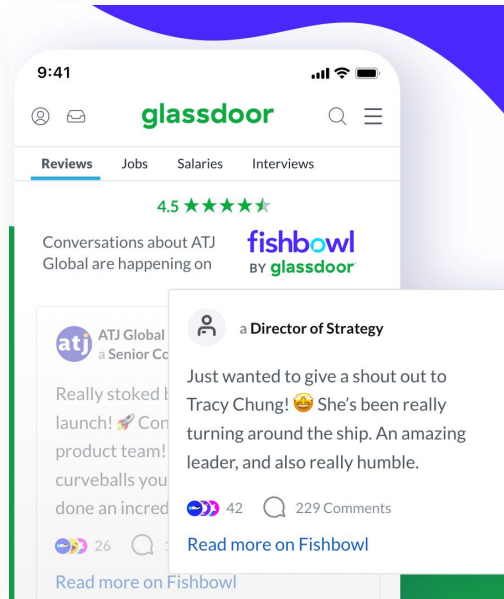 9:41
glassdoor
Reviews Jobs Salaries Interviews
4.5
Conversations about ATJ
Global are happening on
fishbowl
BY glassdoor
atj
ATJ Global
a Senior
Really stoked
launch! 🚀
product team!
curveballs you
done an
26
Read more on Fishbowl
a Director of Strategy
Just wanted to give a shout out to
Tracy Chung! 🤩 She's been really
turning around the ship. An amazing
leader, and also really humble.
42 229 Comments
Read more on Fishbowl